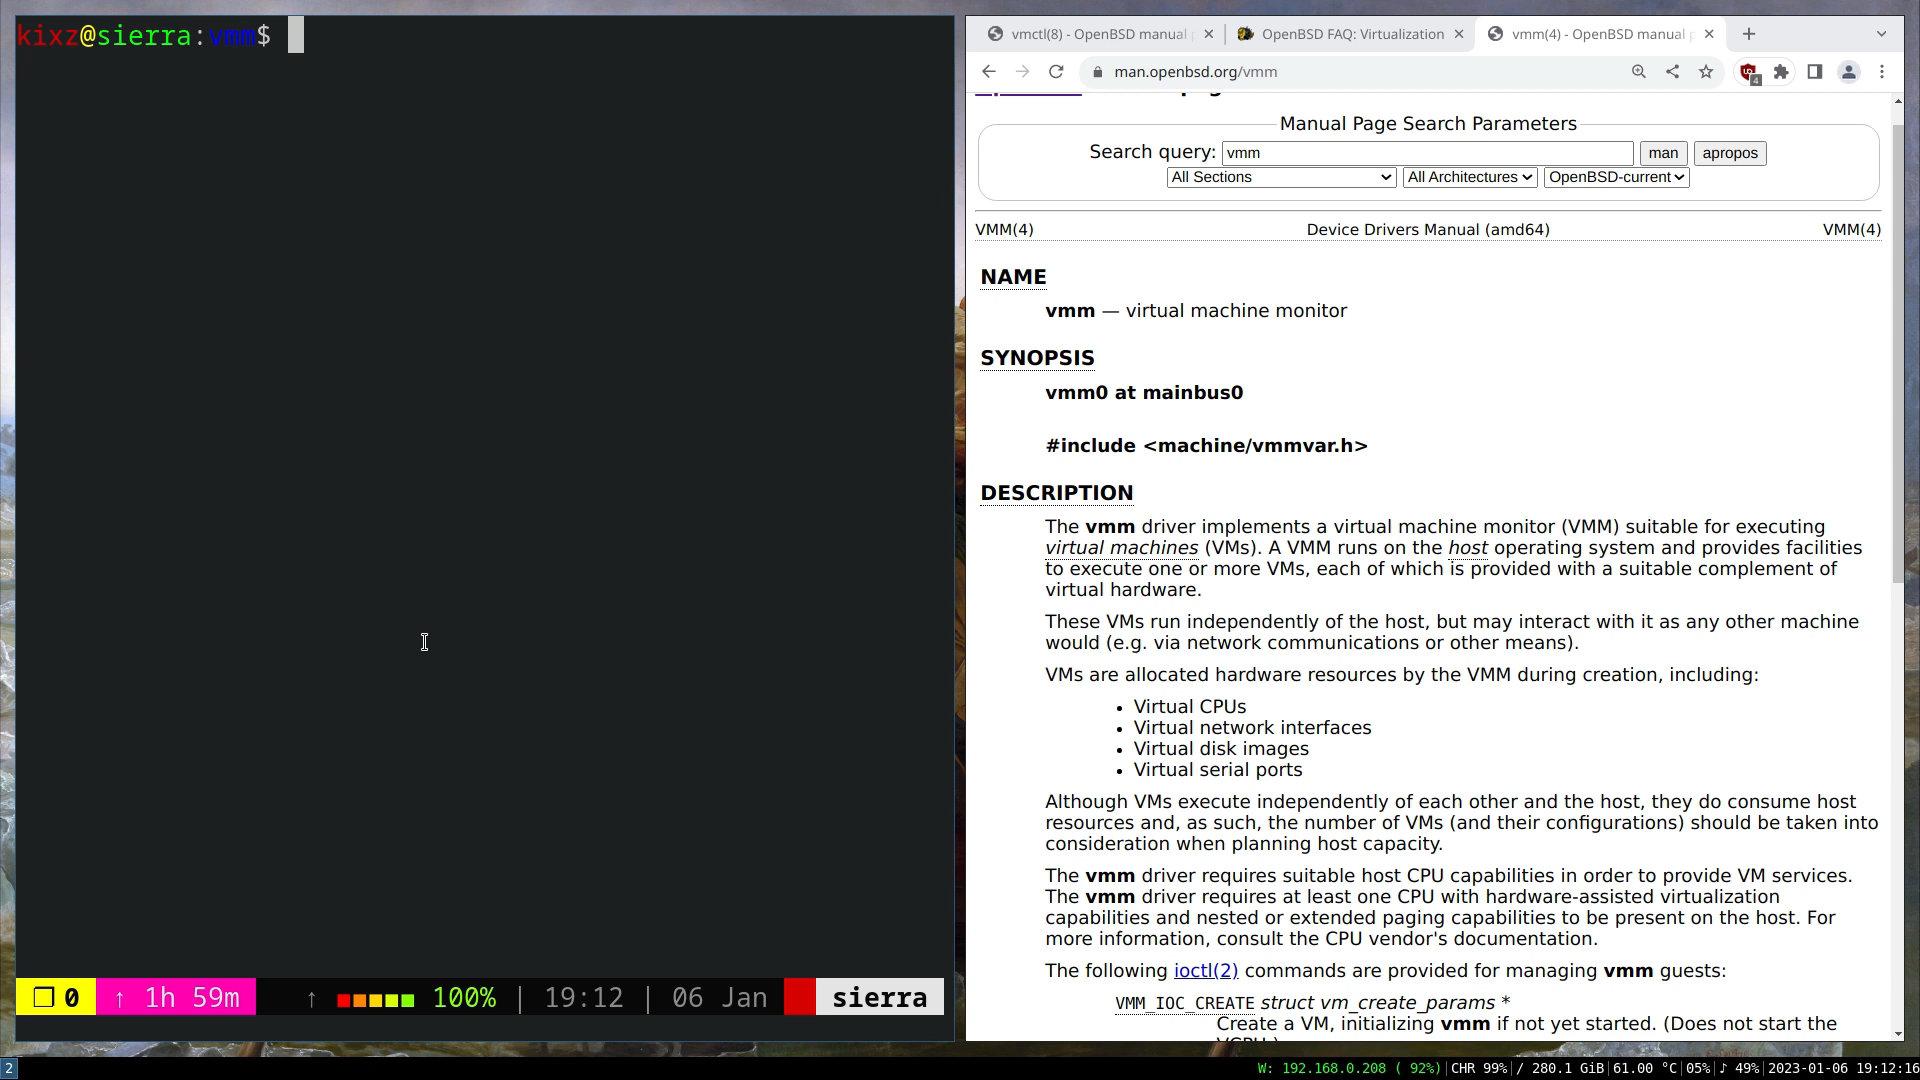 kixz@sierra:vmm$
❐ 0 ↑ 1h 59m ↑ 100% | 19:12 | 06 Jan sierra
vmctl(8) - OpenBSD manual p
OpenBSD FAQ: Virtualization
vmm(4) - OpenBSD manual p
man.openbsd.org/vmm
4
Manual Page Search Parameters
Search query: vmm man apropos
All Sections All Architectures OpenBSD-current
VMM(4) Device Drivers Manual (amd64) VMM(4)
NAME
vmm — virtual machine monitor
SYNOPSIS
vmm0 at mainbus0
#include <machine/vmmvar.h>
DESCRIPTION
The vmm driver implements a virtual machine monitor (VMM) suitable for executing
virtual machines (VMs). A VMM runs on the host operating system and provides facilities
to execute one or more VMs, each of which is provided with a suitable complement of
virtual hardware.
These VMs run independently of the host, but may interact with it as any other machine
would (e.g. via network communications or other means).
VMs are allocated hardware resources by the VMM during creation, including:
• Virtual CPUs
• Virtual network interfaces
• Virtual disk images
• Virtual serial ports
Although VMs execute independently of each other and the host, they do consume host
resources and, as such, the number of VMs (and their configurations) should be taken into
consideration when planning host capacity.
The vmm driver requires suitable host CPU capabilities in order to provide VM services.
The vmm driver requires at least one CPU with hardware-assisted virtualization
capabilities and nested or extended paging capabilities to be present on the host. For
more information, consult the CPU vendor's documentation.
The following ioctl(2) commands are provided for managing vmm guests:
VMM_IOC_CREATE struct vm_create_params *
Create a VM, initializing vmm if not yet started. (Does not start the
2 W: 192.168.0.208 ( 92%)|CHR 99%|/ 280.1 GiB|61.00 °C|05%|♪ 49%|2023-01-06 19:12:16